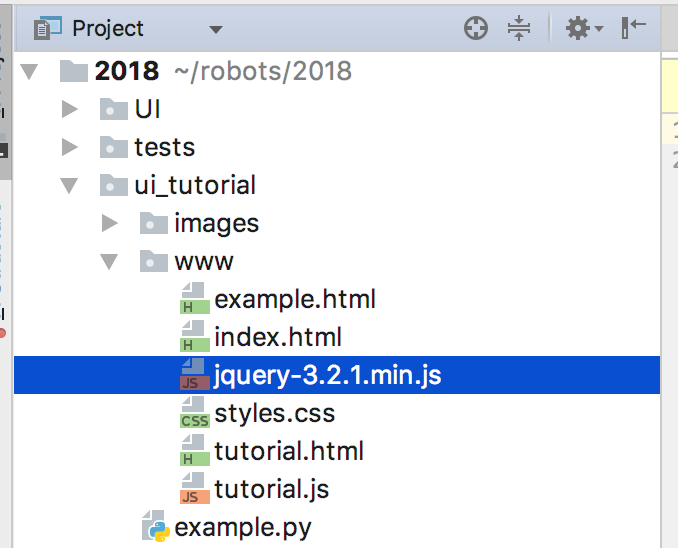 Project
2018 ~/robots/2018
UI
tests
ui_tutorial
images
www
H example.html
H index.html
JS jquery-3.2.1.min.js
CSS styles.css
H tutorial.html
JS tutorial.js
example.py
1